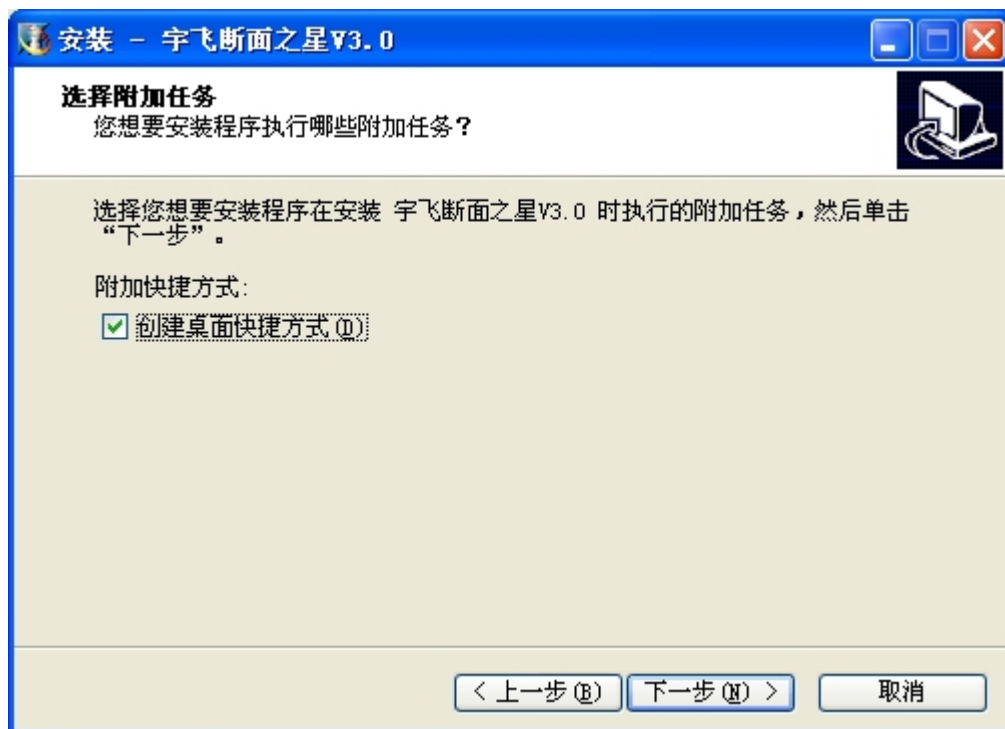 安装 - 宇飞断面之星V3.0
选择附加任务
您想要安装程序执行哪些附加任务？
选择您想要安装程序在安装 宇飞断面之星V3.0 时执行的附加任务，然后单击
“下一步”。
附加快捷方式:
创建桌面快捷方式(D)
< 上一步(B) 下一步(N) > 取消